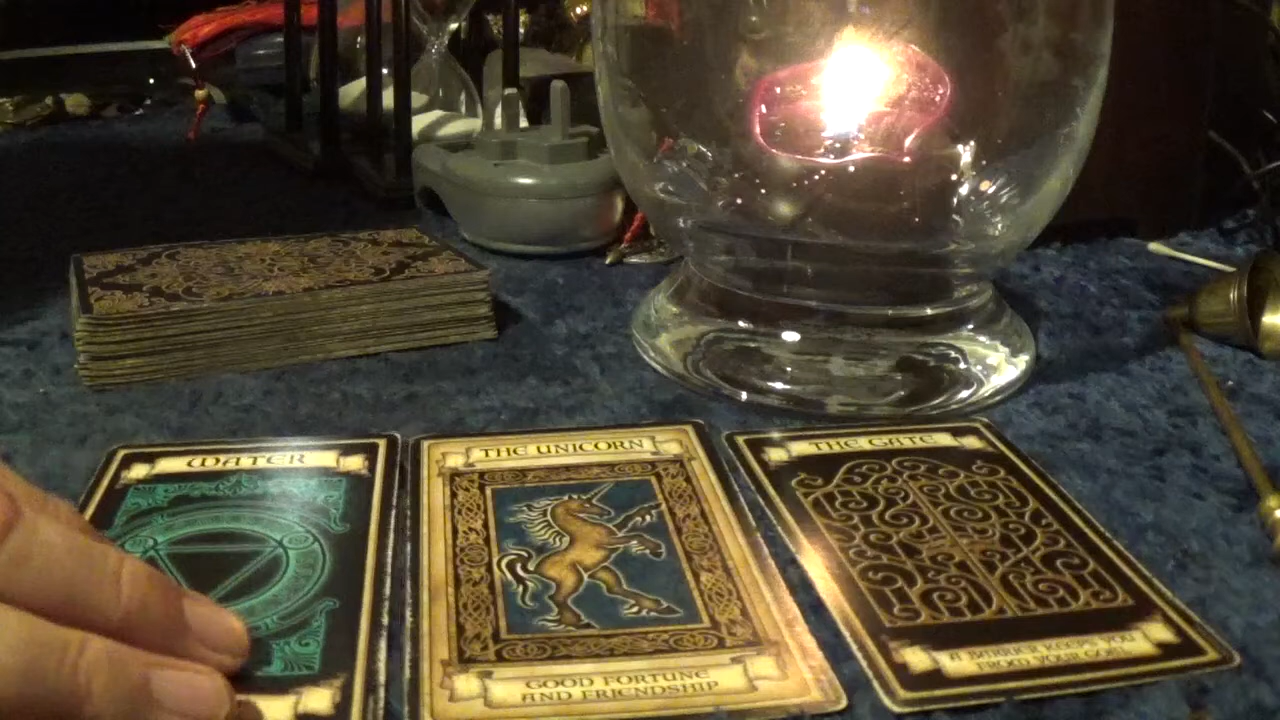 WATER
THE UNICORN
THE GATE
GOOD FORTUNE
AND FRIENDSHIP
A BARRIER KEEPS YOU
FROM YOUR GOAL